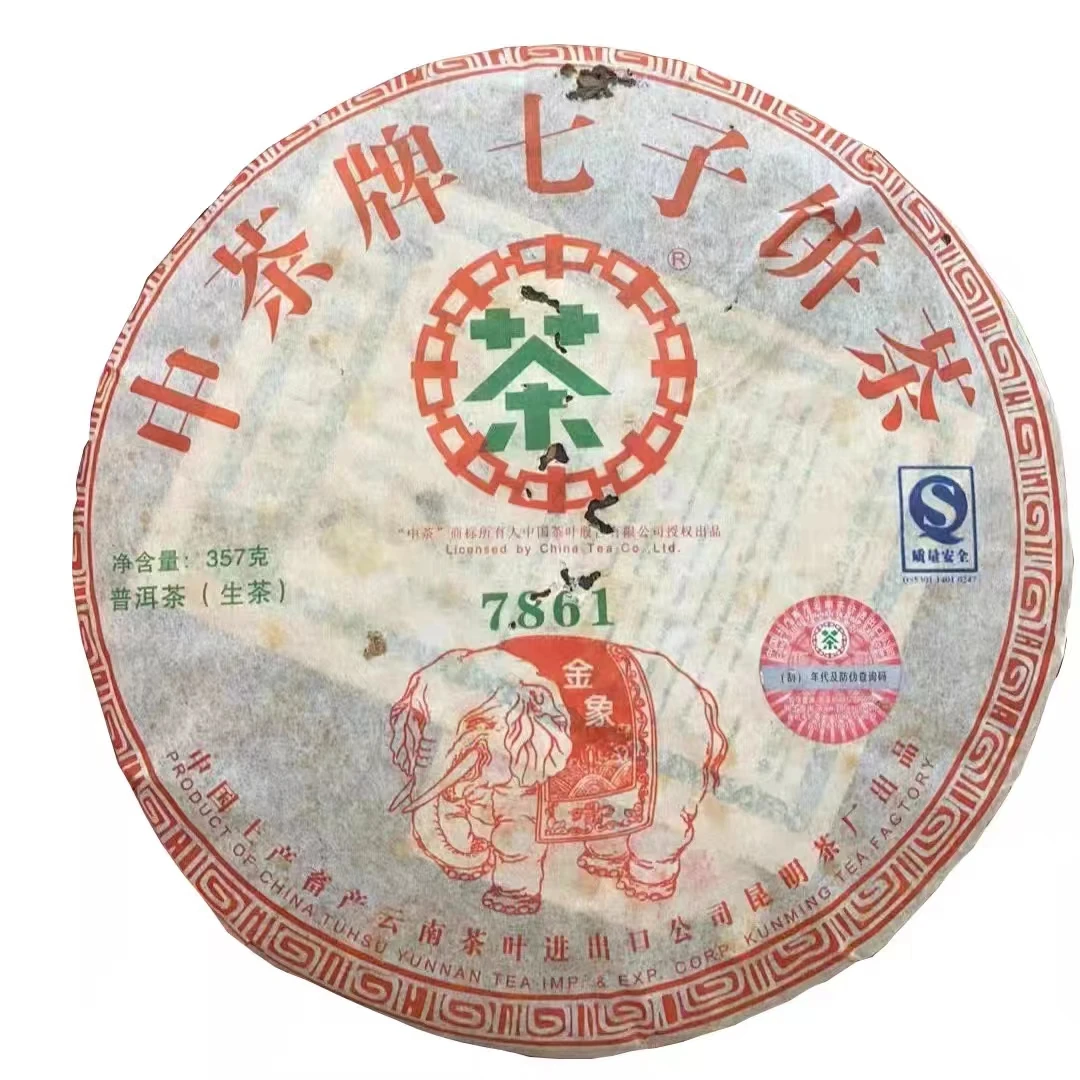 中茶牌七子饼茶
®
茶
"中茶"商标所有人中国茶叶股份有限公司授权出品
Licensed by China Tea Co.,Ltd.
净含量：357克
普洱茶（生茶）
质量安全
QS5301 1401 0247
7861
金象
茶
（刮）年代及防伪查询码
中国土产畜产云南茶叶进出口公司昆明茶厂出品
PRODUCT OF CHINA TUHSU YUNNAN TEA IMP. & EXP. CORP. KUNMING TEA FACTORY